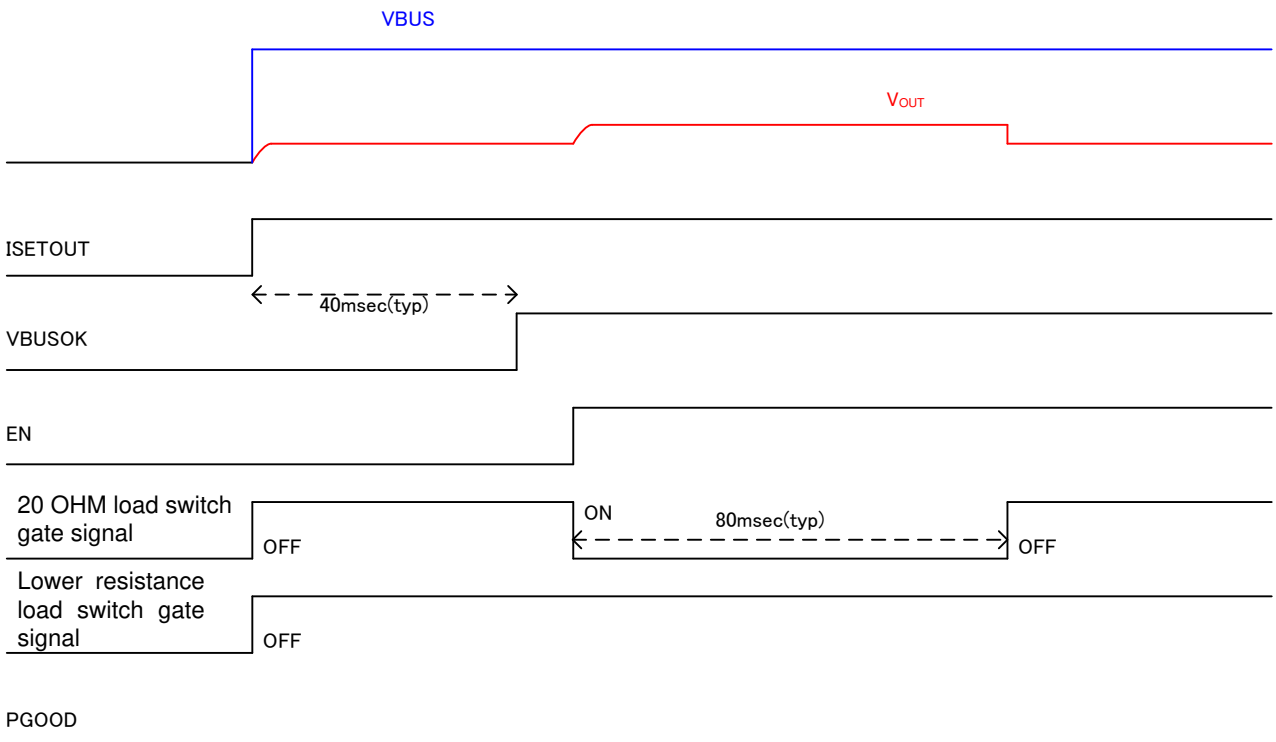 VBUS
VOUT
ISETOUT
40msec(typ)
VBUSOK
EN
20 OHM load switch
gate signal
OFF
ON
80msec(typ)
OFF
Lower resistance
load switch gate
signal
OFF
PGOOD